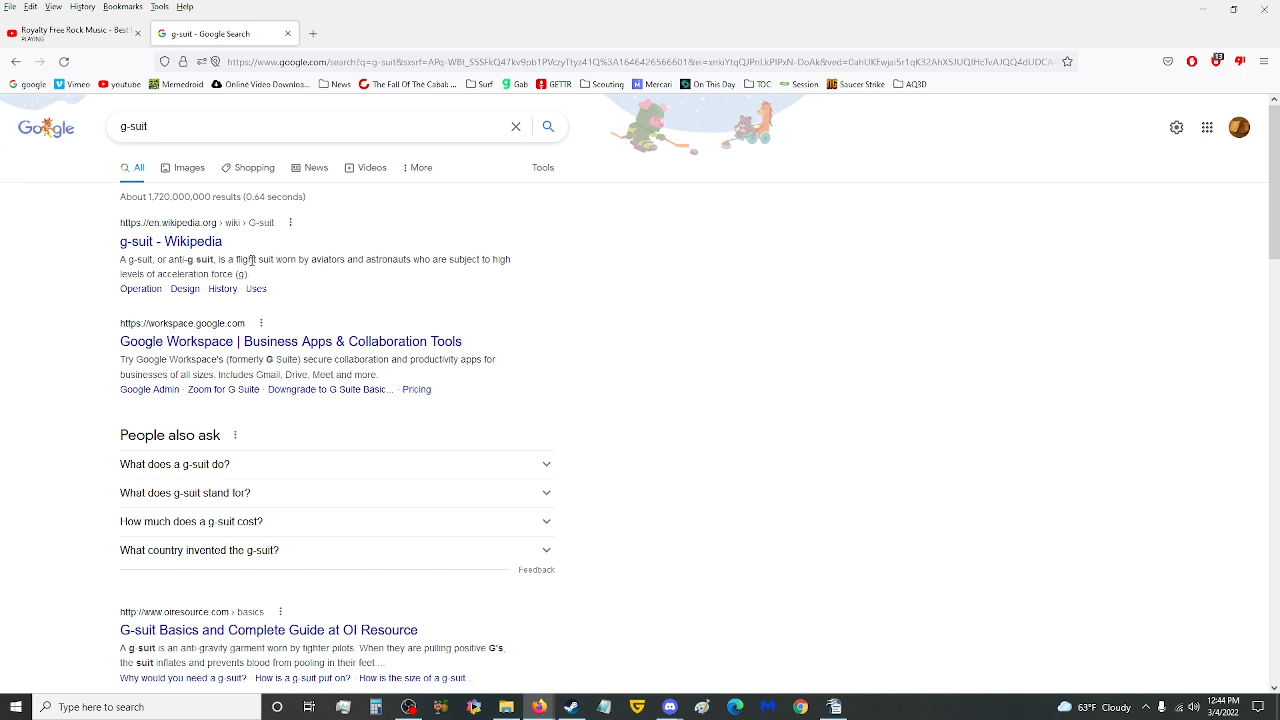 File Edit View History Bookmarks Tools Help
Royalty Free Rock Music - Best
PLAYING
g-suit - Google Search
https://www.google.com/search?q=g-suit&sxsrf=
google Vimeo youtube Memedroid Online Video Downloa... News The Fall Of The Cabal: ... Surf Gab GETTR Scouting Mercari On This Day TOC Session Saucer Strike AQ3D
Google
g-suit
All Images Shopping News Videos More Tools
About 1,720,000,000 results (0.64 seconds)
https://en.wikipedia.org › wiki › G-suit
g-suit - Wikipedia
A g-suit, or anti-g suit, is a flight suit worn by aviators and astronauts who are subject to high
levels of acceleration force (g).
Operation · Design · History · Uses
https://workspace.google.com
Google Workspace | Business Apps & Collaboration Tools
Try Google Workspace's (formerly G Suite) secure collaboration and productivity apps for
businesses of all sizes. Includes Gmail, Drive, Meet and more.
Google Admin · Zoom for G Suite · Downgrade to G Suite Basic... · Pricing
People also ask
What does a g-suit do?
What does g-suit stand for?
How much does a g suit cost?
What country invented the g-suit?
Feedback
http://www.oiresource.com › basics
G-suit Basics and Complete Guide at OI Resource
A g-suit is an anti-gravity garment worn by fighter pilots. When they are pulling positive G's,
the suit inflates and prevents blood from pooling in their feet ...
Why would you need a g-suit? · How is a g-suit put on? · How is the size of a g-suit...
Type here to search
63°F Cloudy
12:44 PM
3/4/2022